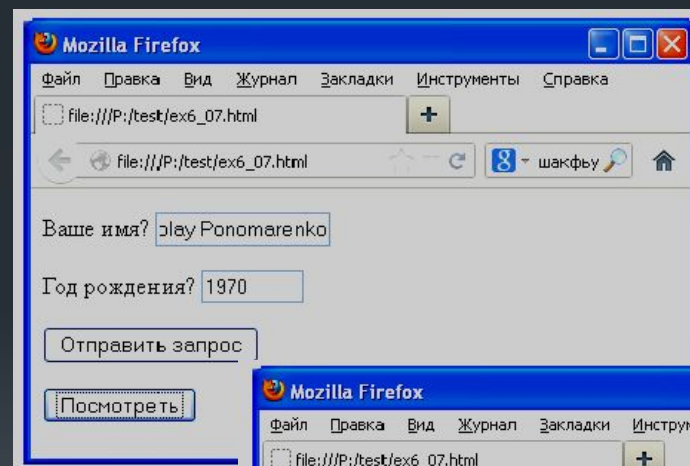 Mozilla Firefox
Файл Правка Вид Журнал Закладки Инструменты Справка
file:///P:/test/ex6_07.html
file:///P:/test/ex6_07.html
шакфьу
Ваше имя? olay Ponomarenko
Год рождения? 1970
Отправить запрос
Посмотреть
Mozilla Firefox
Файл Правка Вид Журнал Закладки Инструм
file:///P:/test/ex6_07.html